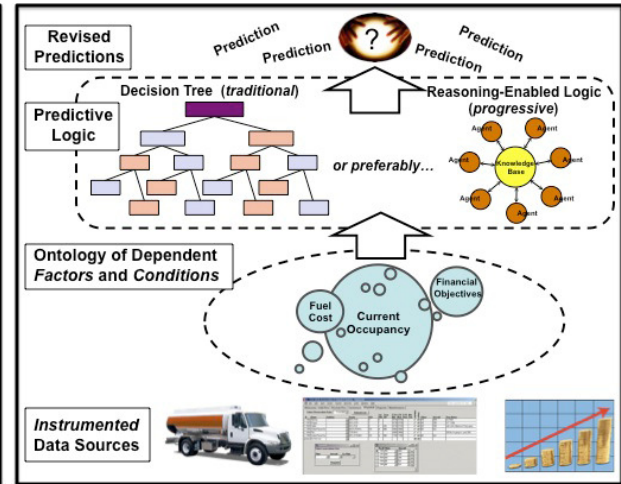 Revised
Predictions
Prediction
Prediction
?
Prediction
Prediction
Predictive
Logic
Decision Tree (traditional)
or preferably...
Reasoning-Enabled Logic
(progressive)
Agent
Agent
Agent
Agent
Knowledge
Base
Agent
Agent
Agent
Ontology of Dependent
Factors and Conditions
Fuel
Cost
Current
Occupancy
Financial
Objectives
Instrumented
Data Sources